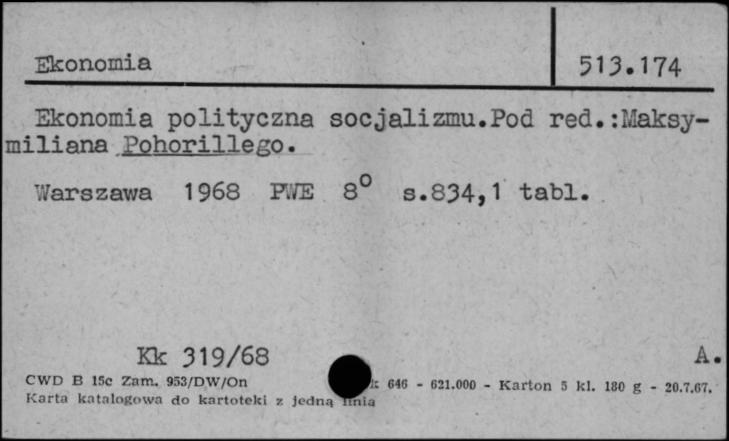 Ekonomia 513.174
Ekonomia polityczna socjalizmu.Pod red.:Maksy-
miliana Pohorillego.
Warszawa 1968 PWE 8° s.834,1 tabl.
Kk 319/68 A.
CWD B 15c Zam. 953/DW/On 646 - 621.000 - Karton 5 kl. 180 g - 20.7.67.
Karta katalogowa do kartoteki z jedną linią